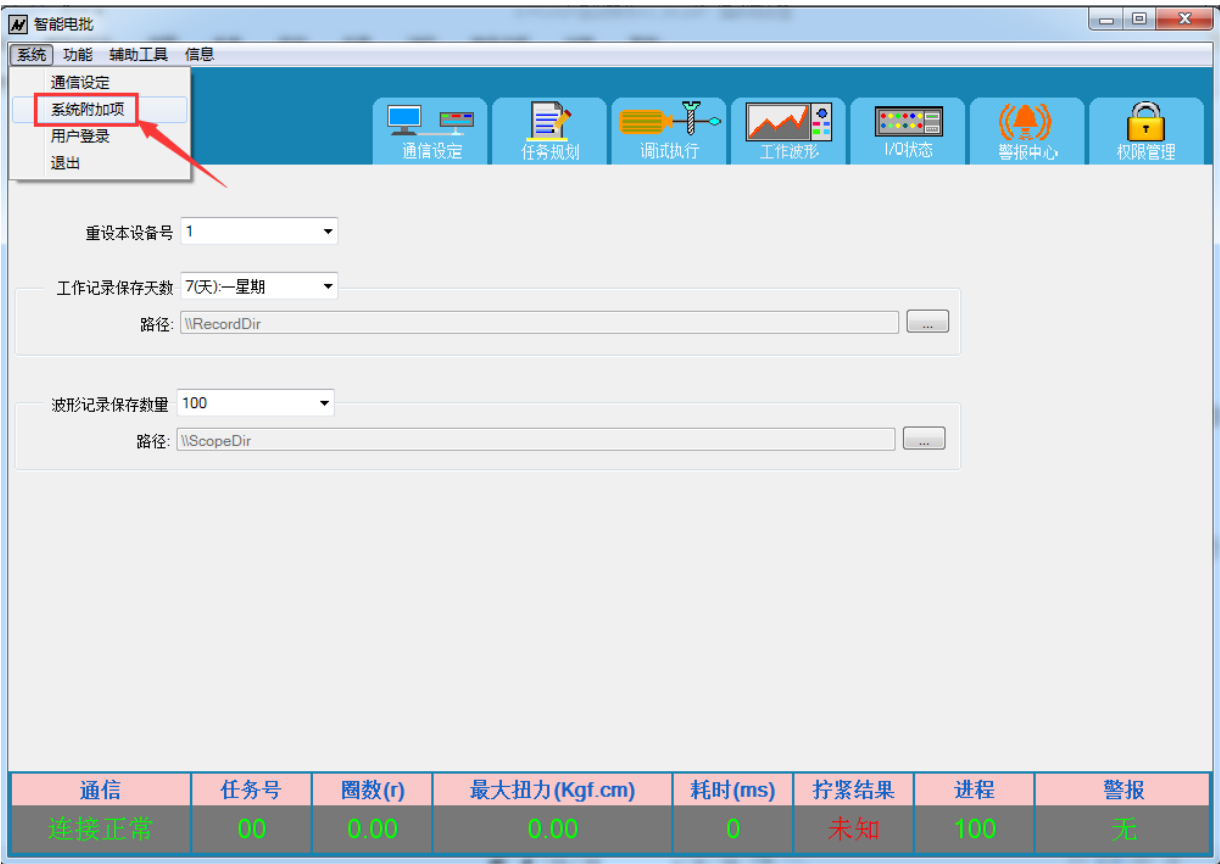 智能电批
系统 功能 辅助工具 信息
通信设定
系统附加项
用户登录
退出
通信设定 任务规划 调试执行 工作波形 I/O状态 警报中心 权限管理
重设本设备号 1
工作记录保存天数 7(天):一星期
路径: \\RecordDir ...
波形记录保存数量 100
路径: \\ScopeDir ...
通信 任务号 圈数(r) 最大扭力(Kgf.cm) 耗时(ms) 拧紧结果 进程 警报
连接正常 00 0.00 0.00 0 未知 100 无